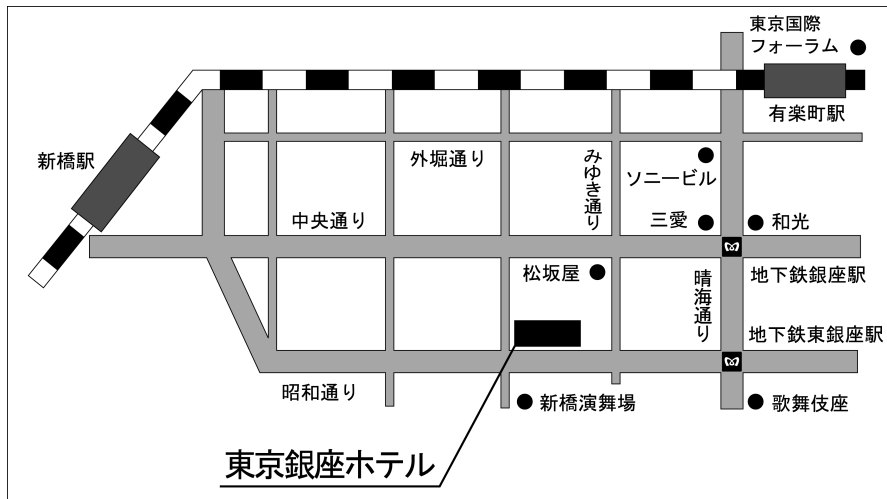 東京国際
フォーラム
有楽町駅
新橋駅
外堀通り
みゆき通り
ソニービル
中央通り
三愛
和光
松坂屋
晴海通り
地下鉄銀座駅
地下鉄東銀座駅
昭和通り
新橋演舞場
歌舞伎座
東京銀座ホテル